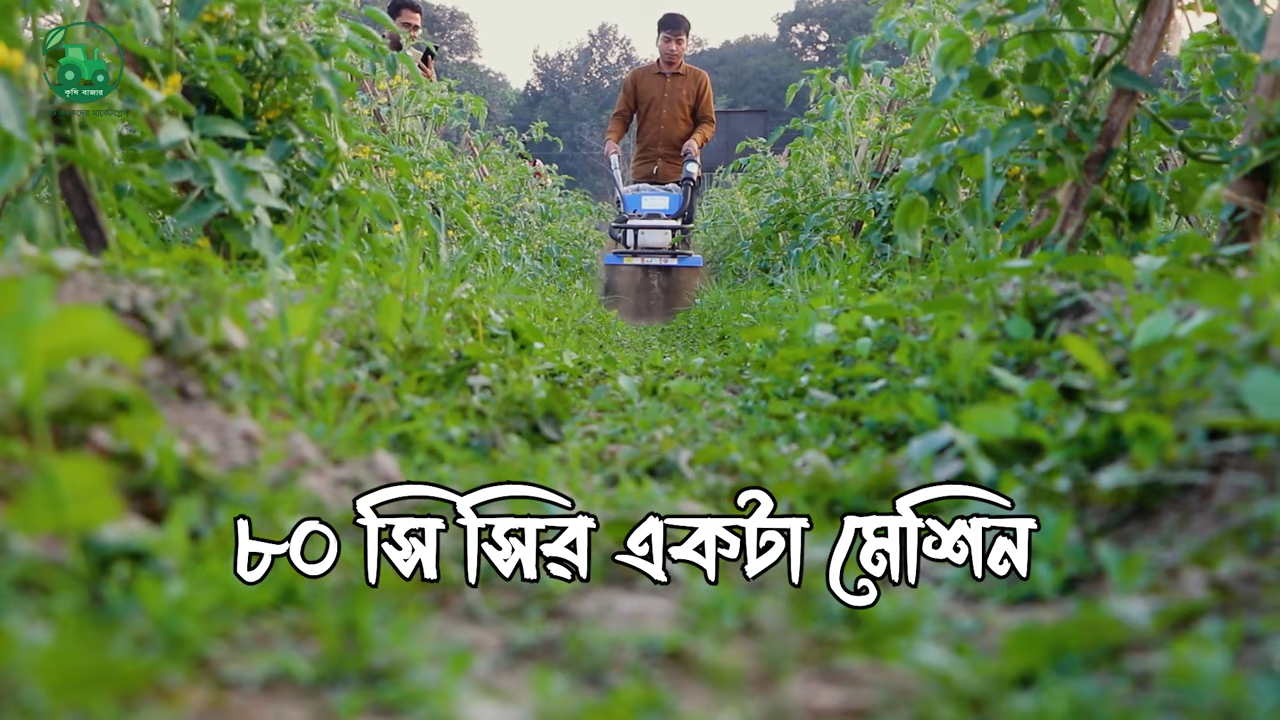 কৃষি বাজার
৮০ সি সির একটা মেশিন